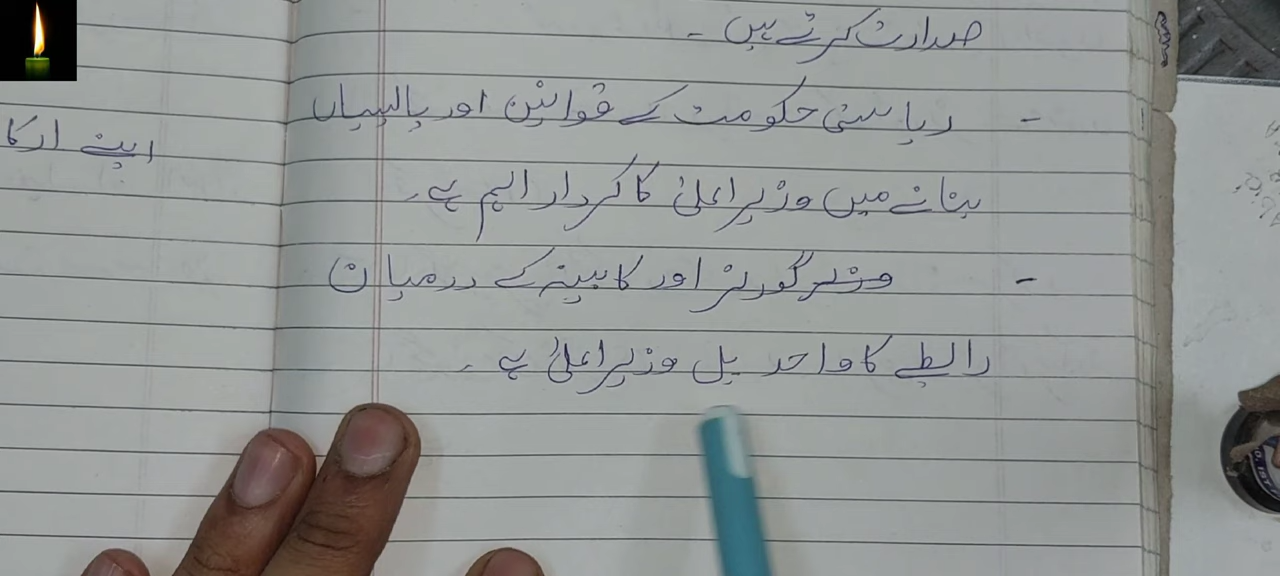 صدارت کرتے ہیں ۔
- ریاستی حکومت کے قوانین اور پالیسیاں
بنانے میں وزیر اعلیٰ کا کردار اہم ہے۔
- گورنر اور کابینہ کے درمیان
رابطے کا واحد پل وزیر اعلیٰ ہے ۔
اپنے ارکا